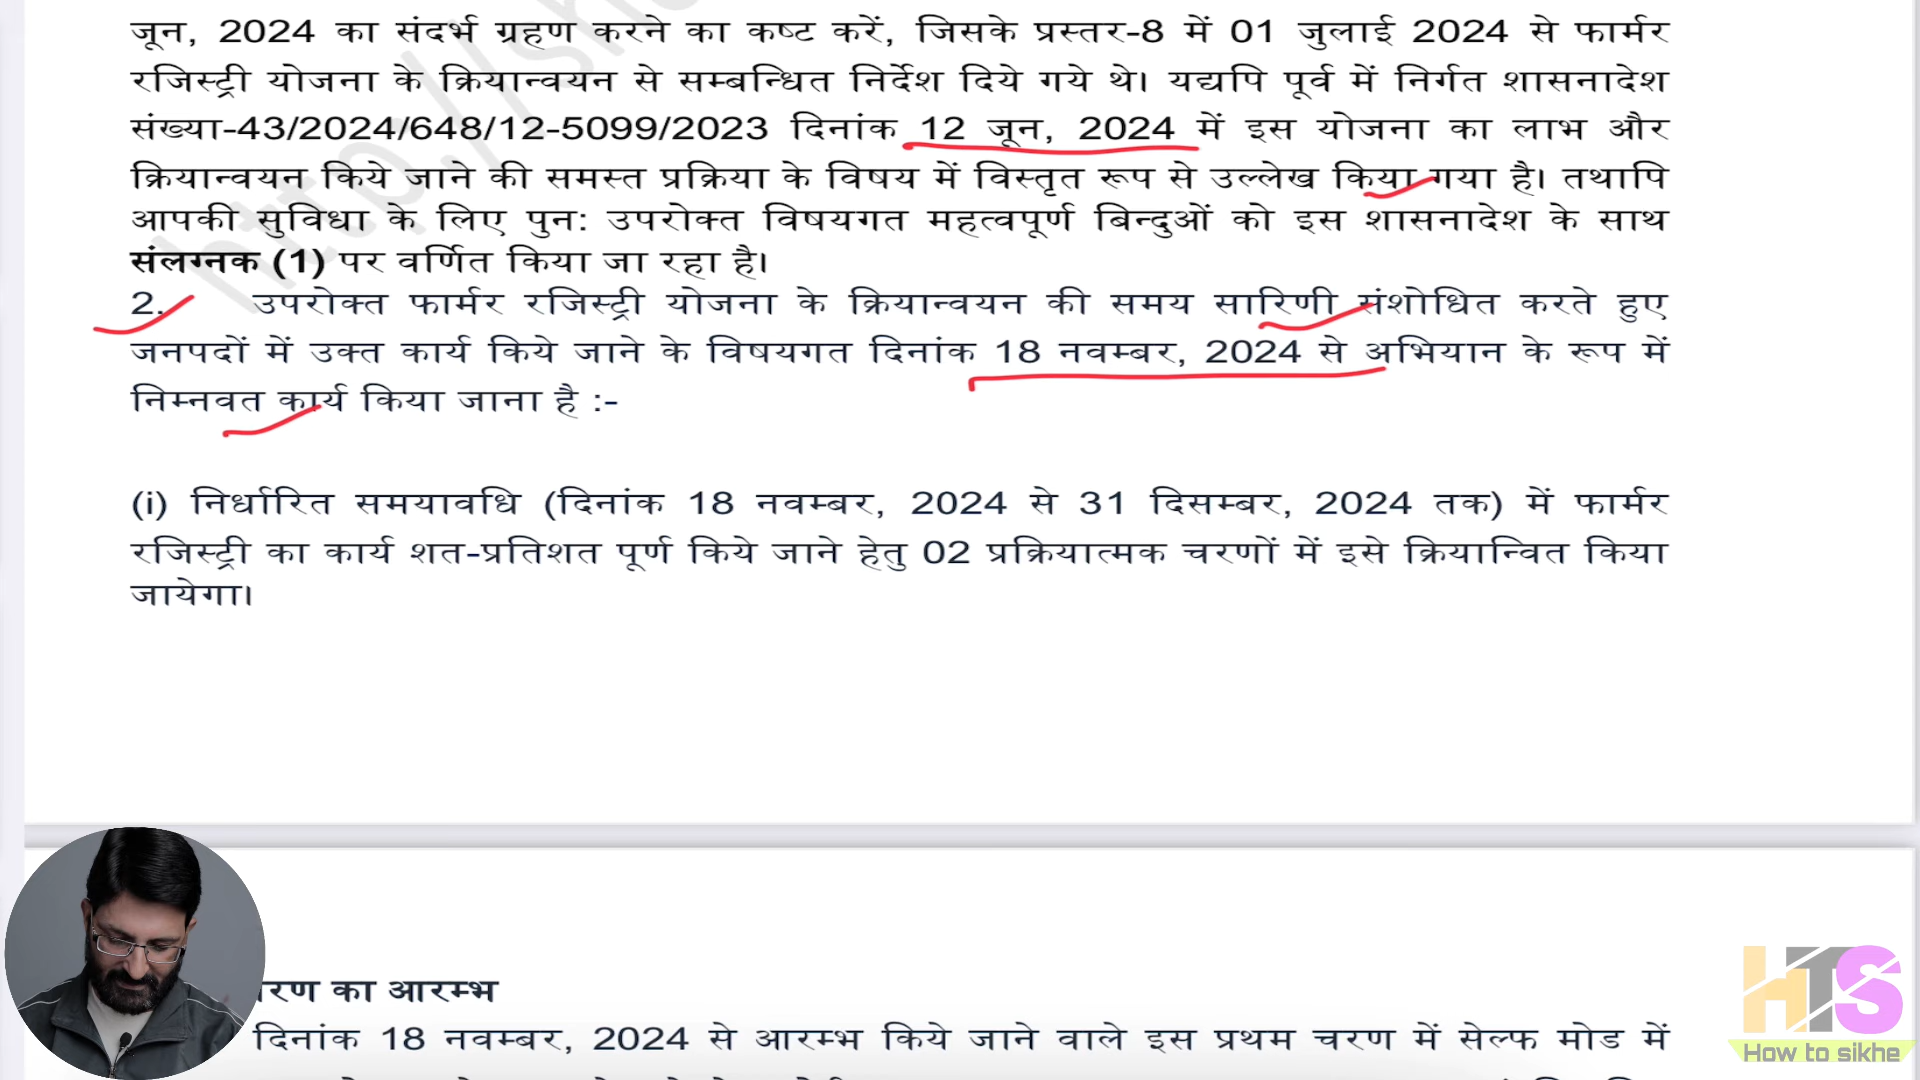 जून, 2024 का संदर्भ ग्रहण करने का कष्ट करें, जिसके प्रस्तर-8 में 01 जुलाई 2024 से फार्मर
रजिस्ट्री योजना के क्रियान्वयन से सम्बन्धित निर्देश दिये गये थे। यद्यपि पूर्व में निर्गत शासनादेश
संख्या-43/2024/648/12-5099/2023 दिनांक 12 जून, 2024 में इस योजना का लाभ और
क्रियान्वयन किये जाने की समस्त प्रक्रिया के विषय में विस्तृत रूप से उल्लेख किया गया है। तथापि
आपकी सुविधा के लिए पुन: उपरोक्त विषयगत महत्वपूर्ण बिन्दुओं को इस शासनादेश के साथ
संलग्नक (1) पर वर्णित किया जा रहा है।
2. उपरोक्त फार्मर रजिस्ट्री योजना के क्रियान्वयन की समय सारिणी संशोधित करते हुए
जनपदों में उक्त कार्य किये जाने के विषयगत दिनांक 18 नवम्बर, 2024 से अभियान के रूप में
निम्नवत कार्य किया जाना है :-
(i) निर्धारित समयावधि (दिनांक 18 नवम्बर, 2024 से 31 दिसम्बर, 2024 तक) में फार्मर
रजिस्ट्री का कार्य शत-प्रतिशत पूर्ण किये जाने हेतु 02 प्रक्रियात्मक चरणों में इसे क्रियान्वित किया
जायेगा।
का आरम्भ
दिनांक 18 नवम्बर, 2024 से आरम्भ किये जाने वाले इस प्रथम चरण में सेल्फ मोड में
HTS
How to sikhe